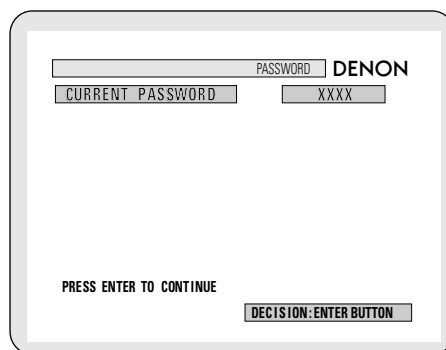 PASSWORD DENON
CURRENT PASSWORD XXXX
PRESS ENTER TO CONTINUE
DECISION:ENTER BUTTON